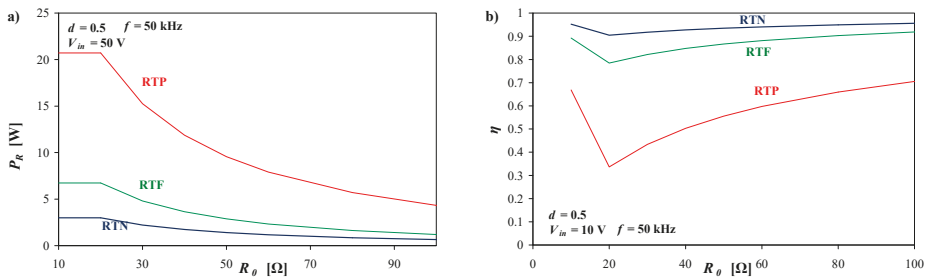 a)
d = 0.5 f = 50 kHz
V_in = 50 V
25
20
15
10
5
0
P_R [W]
RTP
RTF
RTN
10 30 50 70 90
R_0 [Ω]
b)
1
0.9
0.8
0.7
0.6
0.5
0.4
0.3
0.2
0.1
0
η
RTN
RTF
RTP
d = 0.5
V_in = 10 V f = 50 kHz
0 20 40 60 80 100
R_0 [Ω]